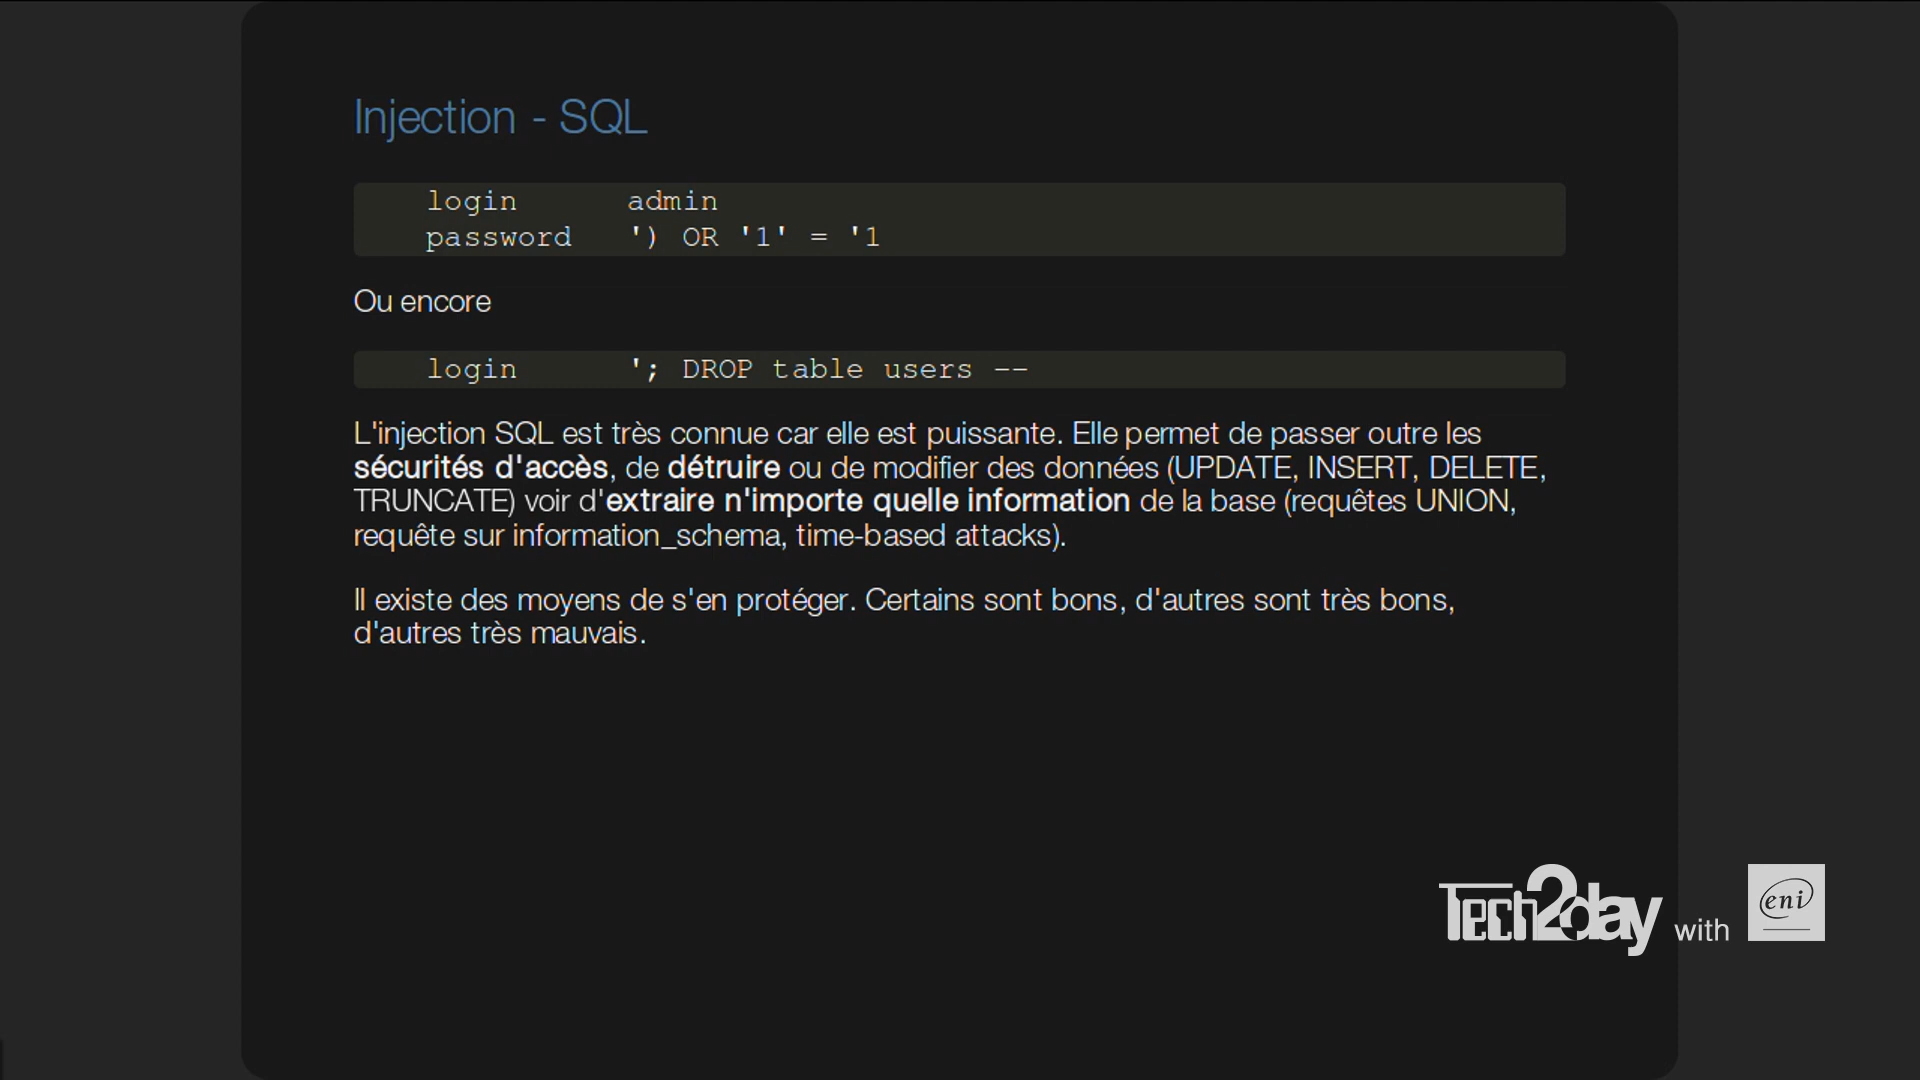 Injection - SQL
login admin
password ') OR '1' = '1
Ou encore
login '; DROP table users --
L'injection SQL est très connue car elle est puissante. Elle permet de passer outre les
sécurités d'accès, de détruire ou de modifier des données (UPDATE, INSERT, DELETE,
TRUNCATE) voir d'extraire n'importe quelle information de la base (requêtes UNION,
requête sur information_schema, time-based attacks).
Il existe des moyens de s'en protéger. Certains sont bons, d'autres sont très bons,
d'autres très mauvais.
Tech2day with eni